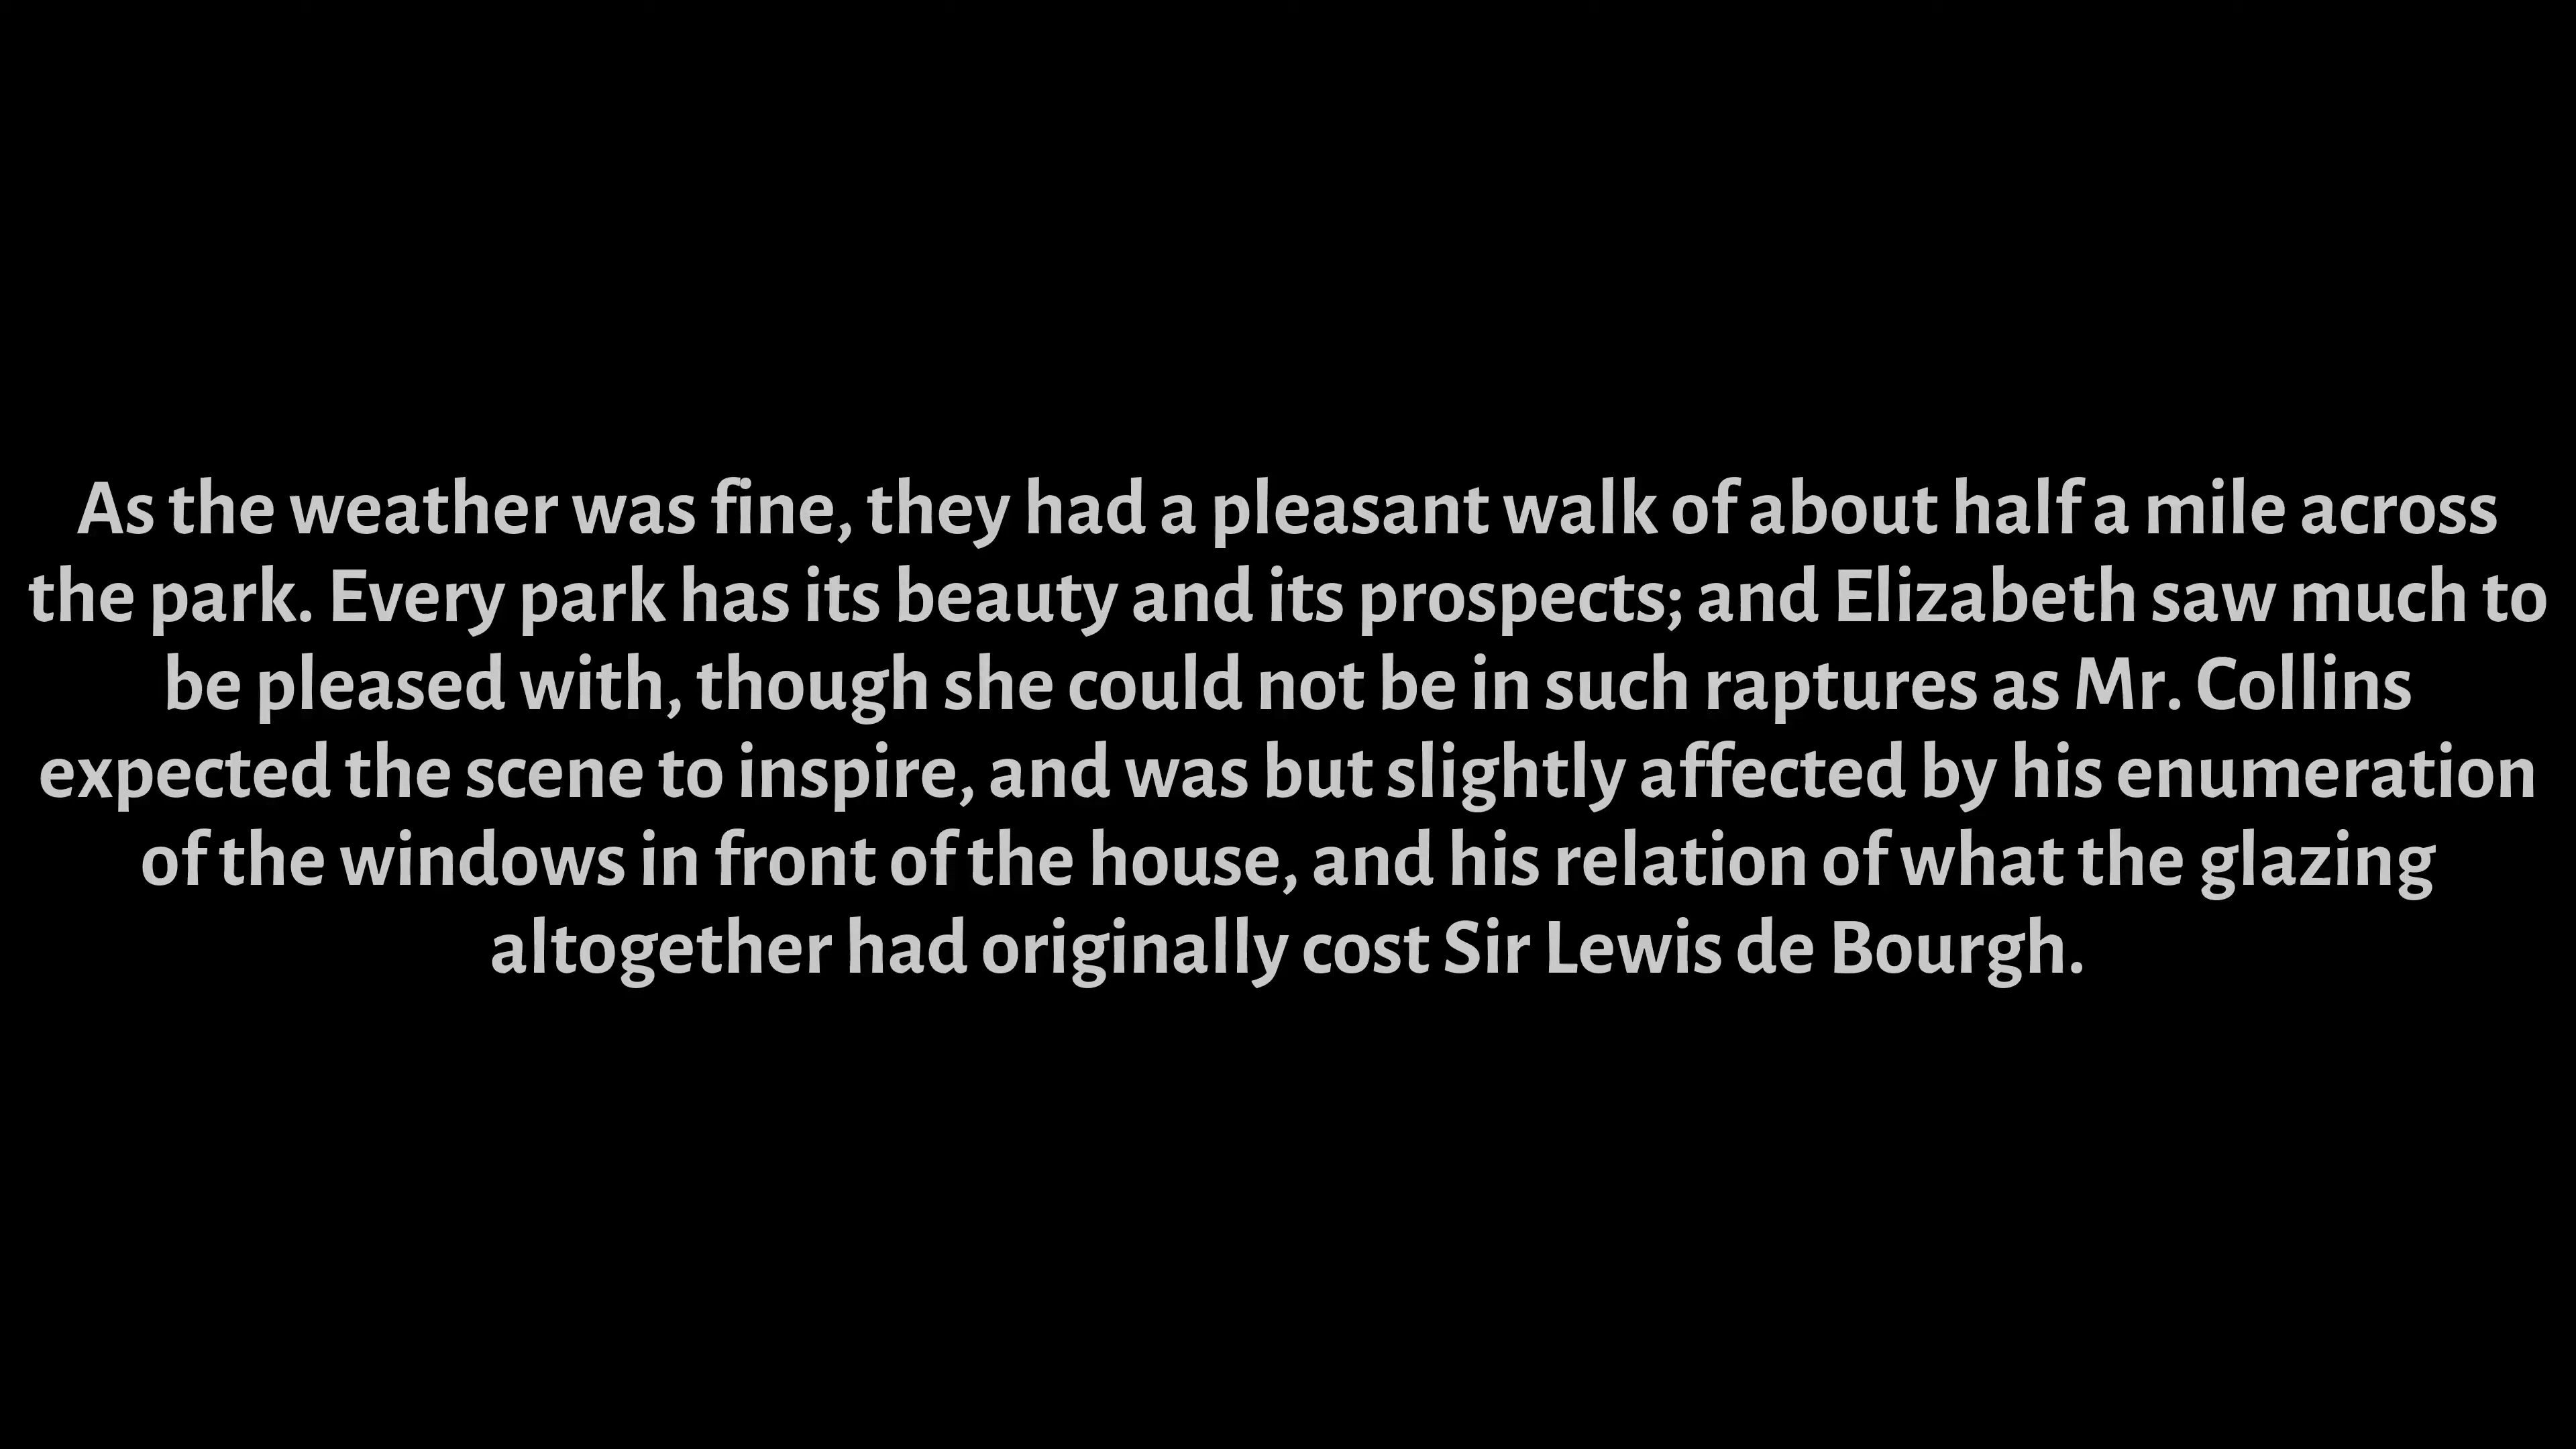 As the weather was fine, they had a pleasant walk of about half a mile across
the park. Every park has its beauty and its prospects; and Elizabeth saw much to
be pleased with, though she could not be in such raptures as Mr. Collins
expected the scene to inspire, and was but slightly affected by his enumeration
of the windows in front of the house, and his relation of what the glazing
altogether had originally cost Sir Lewis de Bourgh.